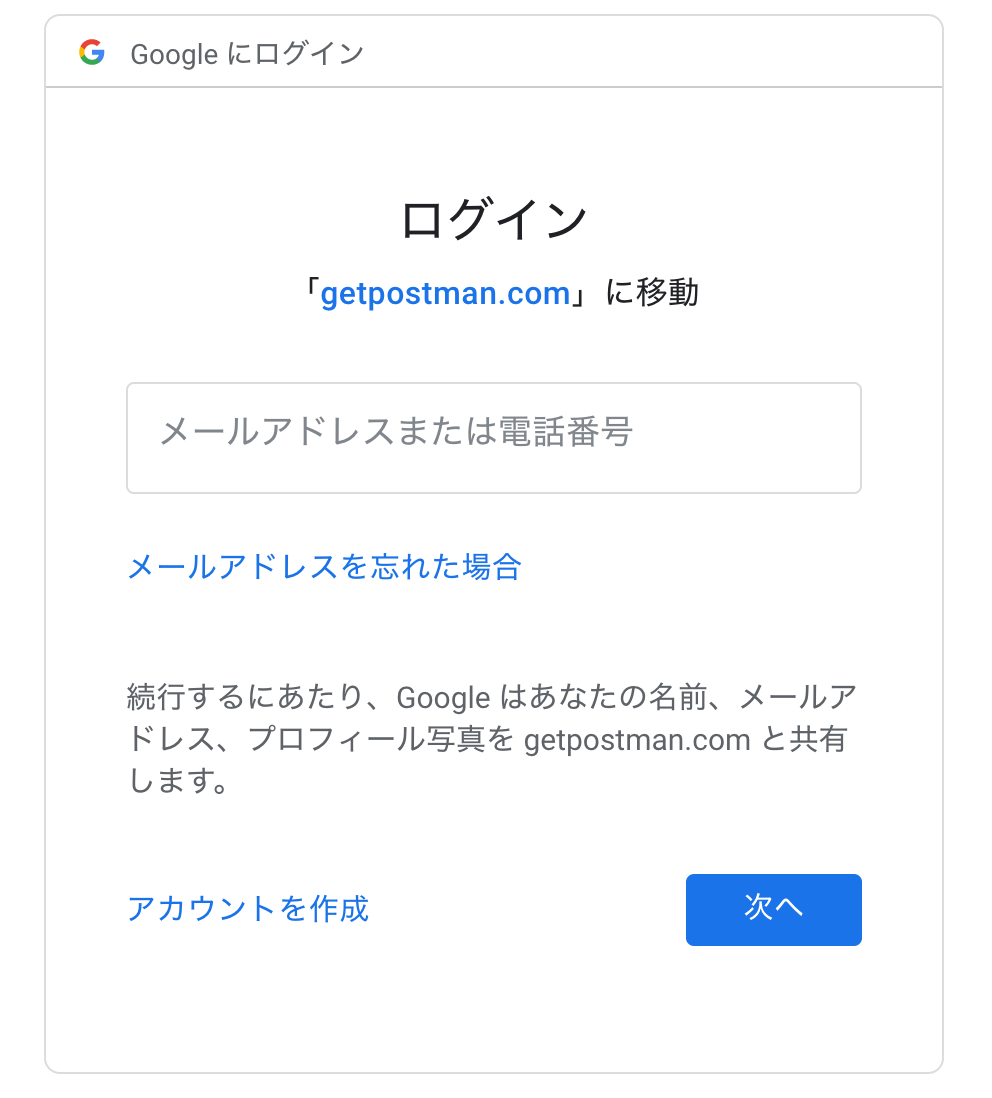 Google にログイン
ログイン
「getpostman.com」に移動
メールアドレスまたは電話番号
メールアドレスを忘れた場合
続行するにあたり、Google はあなたの名前、メールア
ドレス、プロフィール写真を getpostman.com と共有
します。
アカウントを作成
次へ